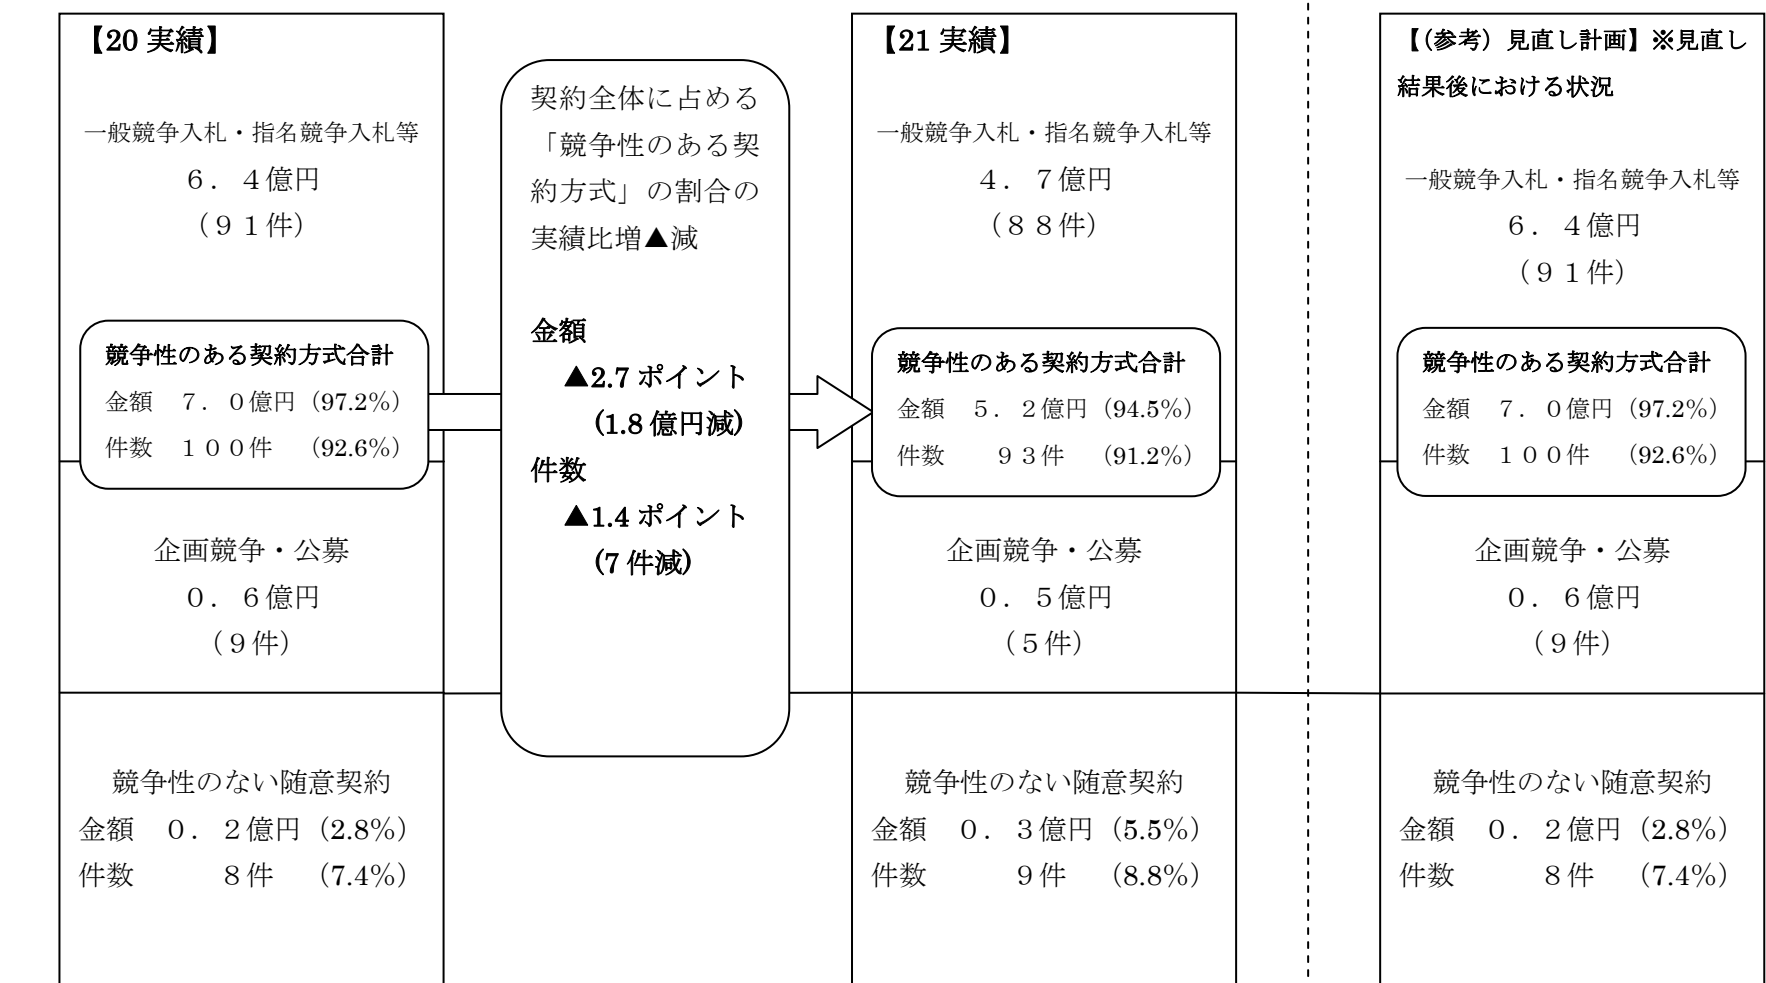 【20 実績】
一般競争入札・指名競争入札等
６．４億円
（９１件）
競争性のある契約方式合計
金額　７．０億円（97.2%）
件数　１００件　（92.6%）
企画競争・公募
０．６億円
（９件）
競争性のない随意契約
金額　０．２億円（2.8%）
件数　　　８件　（7.4%）
契約全体に占める
「競争性のある契
約方式」の割合の
実績比増▲減
金額
▲2.7 ポイント
(1.8 億円減)
件数
▲1.4 ポイント
(7 件減)
【21 実績】
一般競争入札・指名競争入札等
４．７億円
（８８件）
競争性のある契約方式合計
金額　５．２億円（94.5%）
件数　　９３件　（91.2%）
企画競争・公募
０．５億円
（５件）
競争性のない随意契約
金額　０．３億円（5.5%）
件数　　　９件　（8.8%）
【(参考）見直し計画】※見直し
結果後における状況
一般競争入札・指名競争入札等
６．４億円
（９１件）
競争性のある契約方式合計
金額　７．０億円（97.2%）
件数　１００件　（92.6%）
企画競争・公募
０．６億円
（９件）
競争性のない随意契約
金額　０．２億円（2.8%）
件数　　　８件　（7.4%）